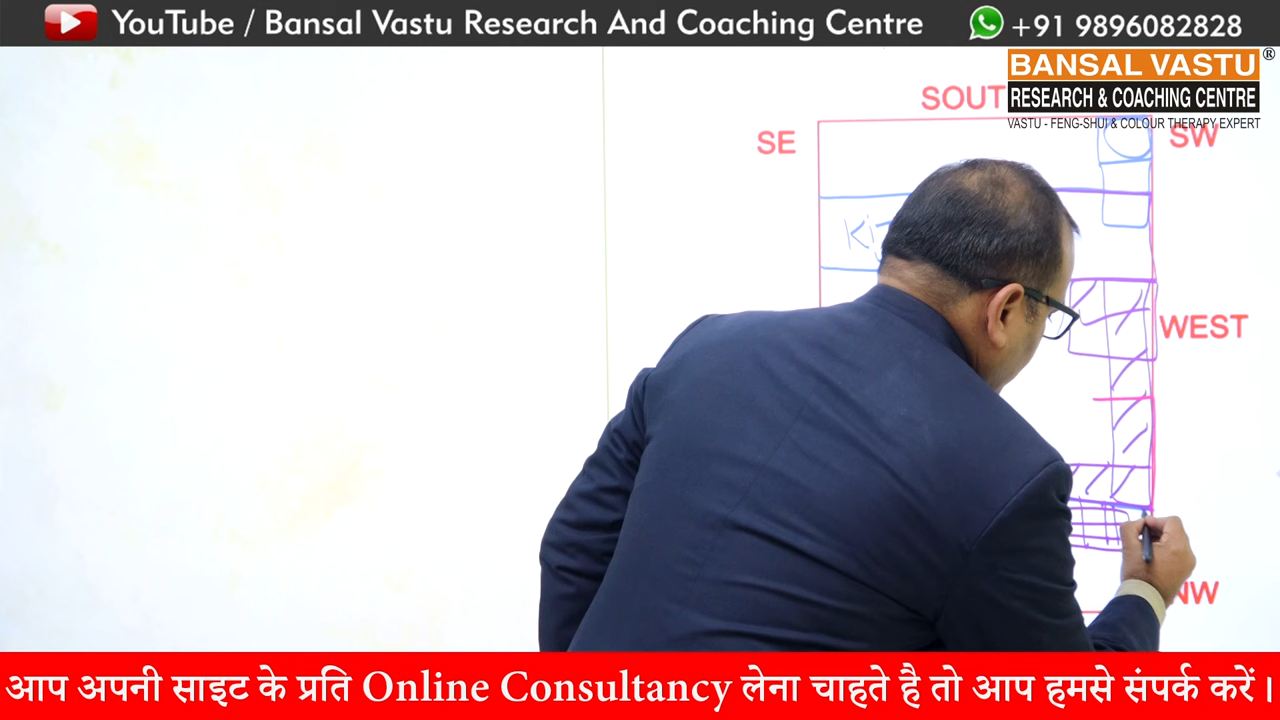 YouTube / Bansal Vastu Research And Coaching Centre
+91 9896082828
BANSAL VASTU ®
RESEARCH & COACHING CENTRE
VASTU - FENG-SHUI & COLOUR THERAPY EXPERT
SOUT
SE
SW
WEST
NW
आप अपनी साइट के प्रति Online Consultancy लेना चाहते है तो आप हमसे संपर्क करें।